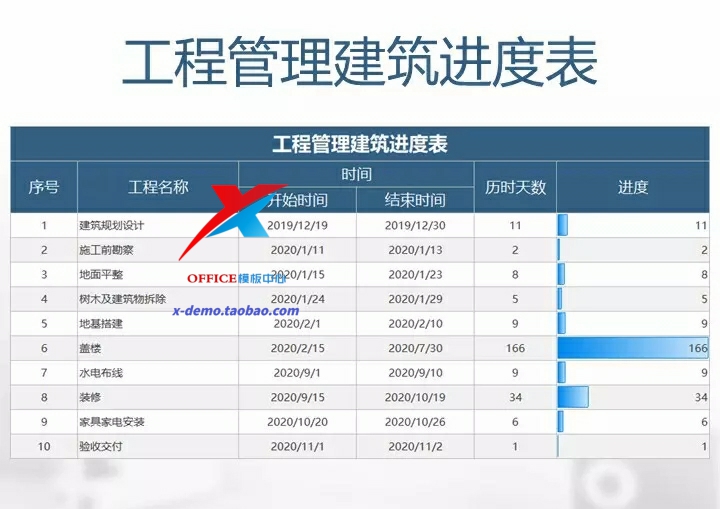 工程管理建筑进度表
工程管理建筑进度表
序号 工程名称 时间 历时天数 进度
开始时间 结束时间
1 建筑规划设计 2019/12/19 2019/12/30 11 11
2 施工前勘察 2020/1/11 2020/1/13 2 2
3 地面平整 2020/1/15 2020/1/23 8 8
4 树木及建筑物拆除 2020/1/24 2020/1/29 5 5
5 地基搭建 2020/2/1 2020/2/10 9 9
6 盖楼 2020/2/15 2020/7/30 166 166
7 水电布线 2020/9/1 2020/9/10 9 9
8 装修 2020/9/15 2020/10/19 34 34
9 家具家电安装 2020/10/20 2020/10/26 6 6
10 验收交付 2020/11/1 2020/11/2 1 1
OFFICE模板中心
x-demo.taobao.com